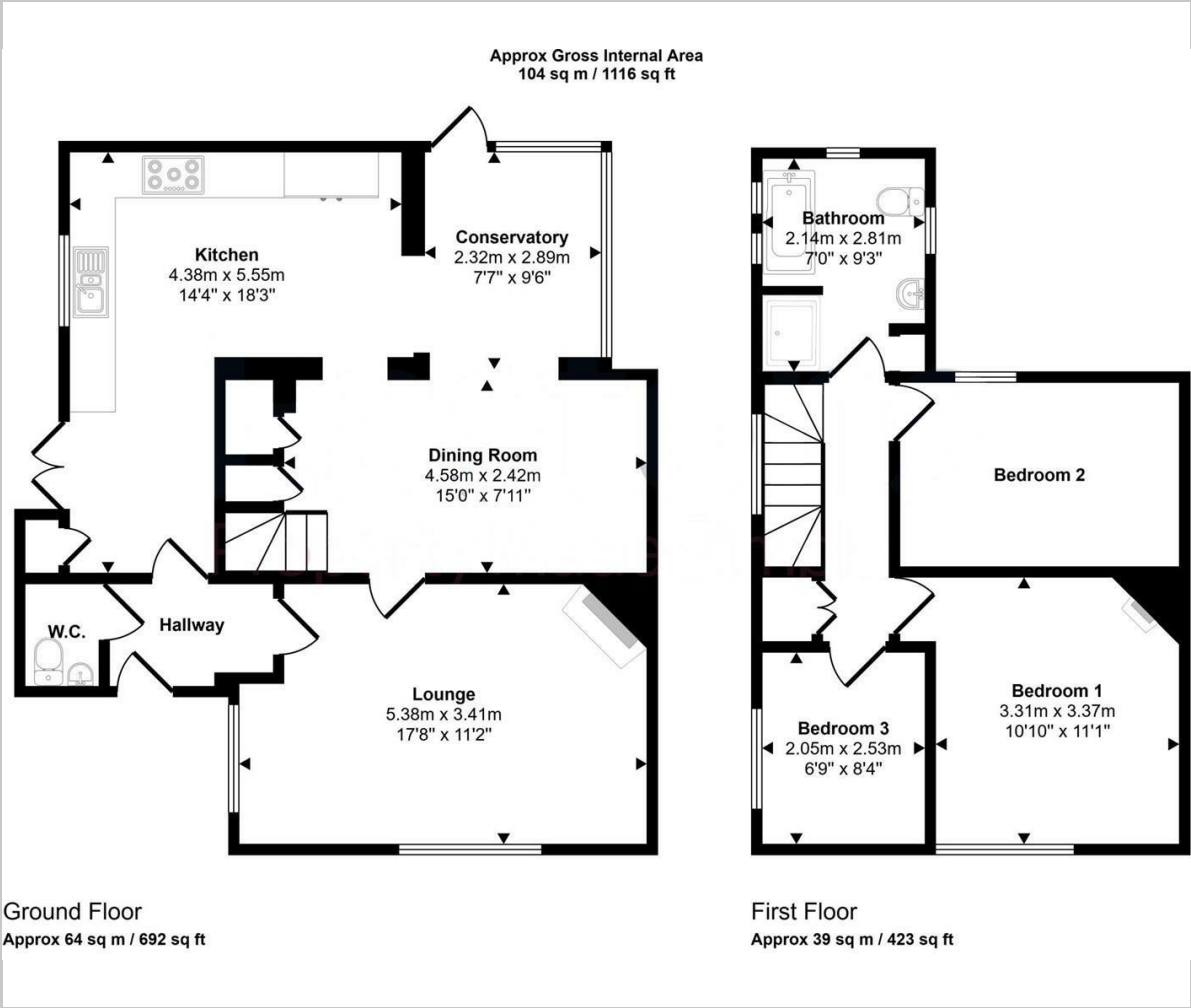 Approx Gross Internal Area
104 sq m / 1116 sq ft
Kitchen
4.38m x 5.55m
14'4" x 18'3"
Conservatory
2.32m x 2.89m
7'7" x 9'6"
Dining Room
4.58m x 2.42m
15'0" x 7'11"
W.C.
Hallway
Lounge
5.38m x 3.41m
17'8" x 11'2"
Ground Floor
Approx 64 sq m / 692 sq ft
Bathroom
2.14m x 2.81m
7'0" x 9'3"
Bedroom 2
Bedroom 1
3.31m x 3.37m
10'10" x 11'1"
Bedroom 3
2.05m x 2.53m
6'9" x 8'4"
First Floor
Approx 39 sq m / 423 sq ft